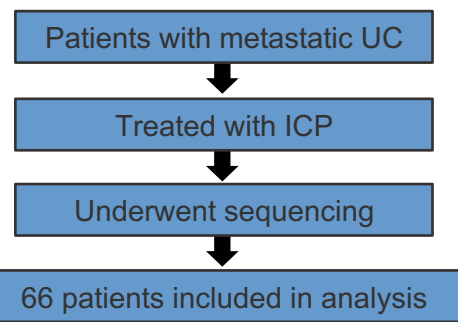 Patients with metastatic UC
Treated with ICP
Underwent sequencing
66 patients included in analysis